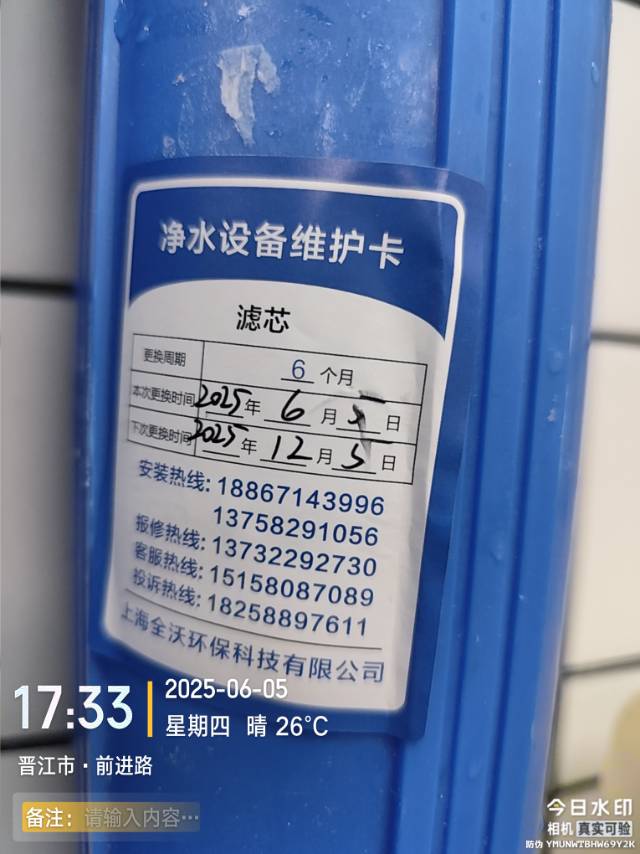 净水设备维护卡
滤芯
更换周期 6 个月
本次更换时间 2025 年 6 月 5 日
下次更换时间 2025 年 12 月 5 日
安装热线: 18867143996
13758291056
报修热线: 13732292730
客服热线: 15158087089
投诉热线: 18258897611
上海全沃环保科技有限公司
17:33
2025-06-05
星期四 晴 26°C
晋江市·前进路
备注: 请输入内容…
今日水印
相机 真实可验
防伪 YMUNWTBHW69Y2K